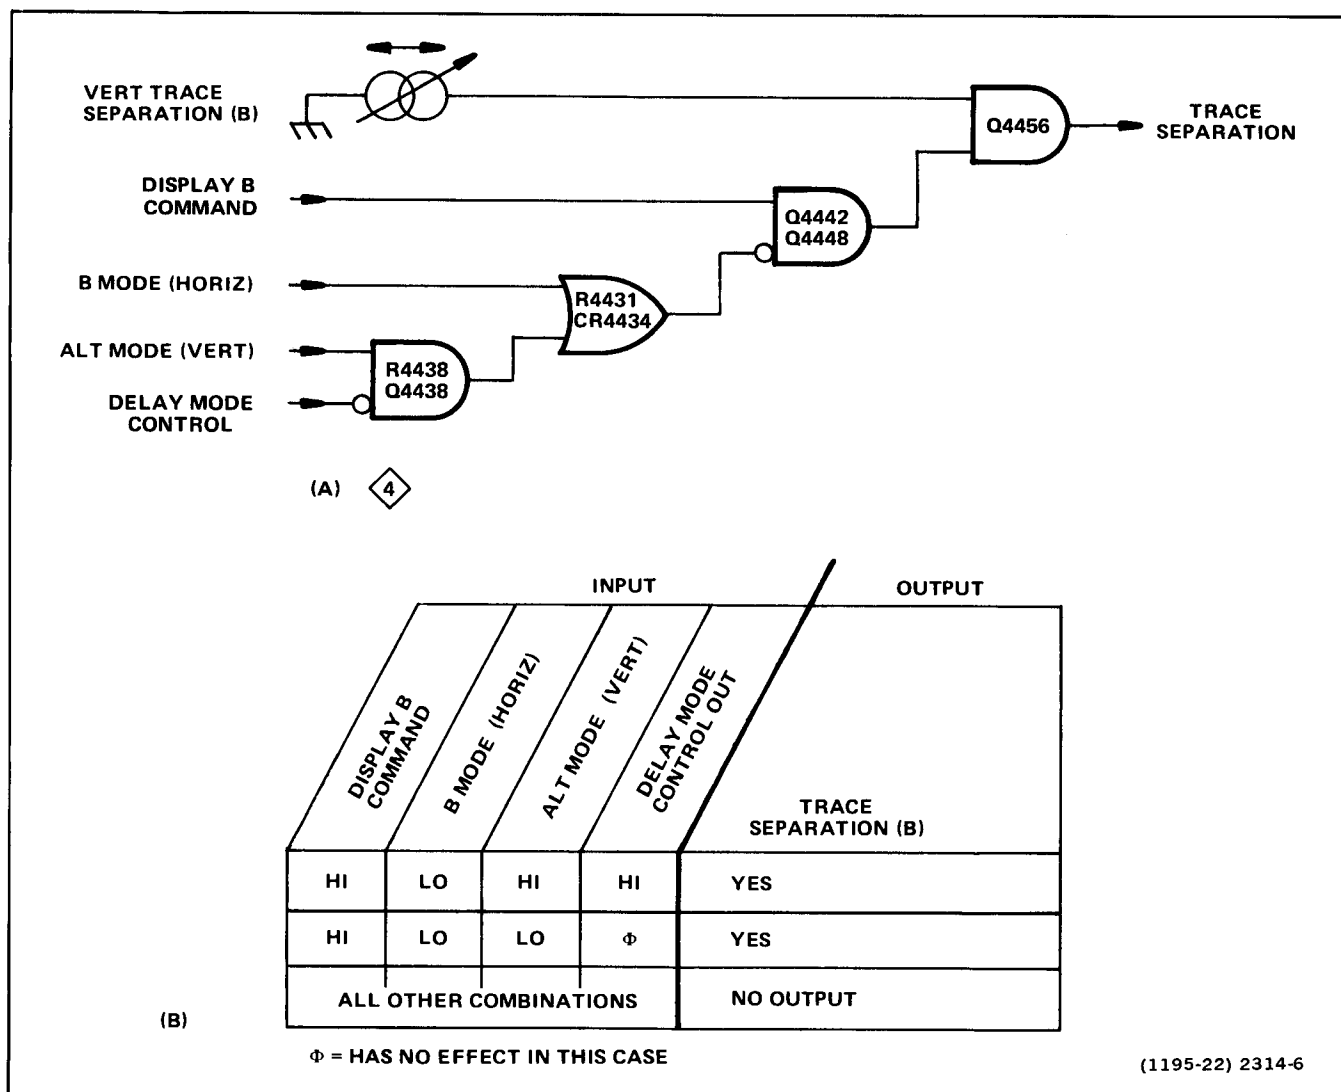 VERT TRACE
SEPARATION (B)
Q4456
TRACE
SEPARATION
DISPLAY B
COMMAND
Q4442
Q4448
B MODE (HORIZ)
R4431
CR4434
ALT MODE (VERT)
R4438
Q4438
DELAY MODE
CONTROL
(A) 4
INPUT
OUTPUT
DISPLAY B
COMMAND
B MODE (HORIZ)
ALT MODE (VERT)
DELAY MODE
CONTROL OUT
TRACE
SEPARATION (B)
HI LO HI HI YES
HI LO LO Φ YES
ALL OTHER COMBINATIONS NO OUTPUT
(B)
Φ = HAS NO EFFECT IN THIS CASE
(1195-22) 2314-6